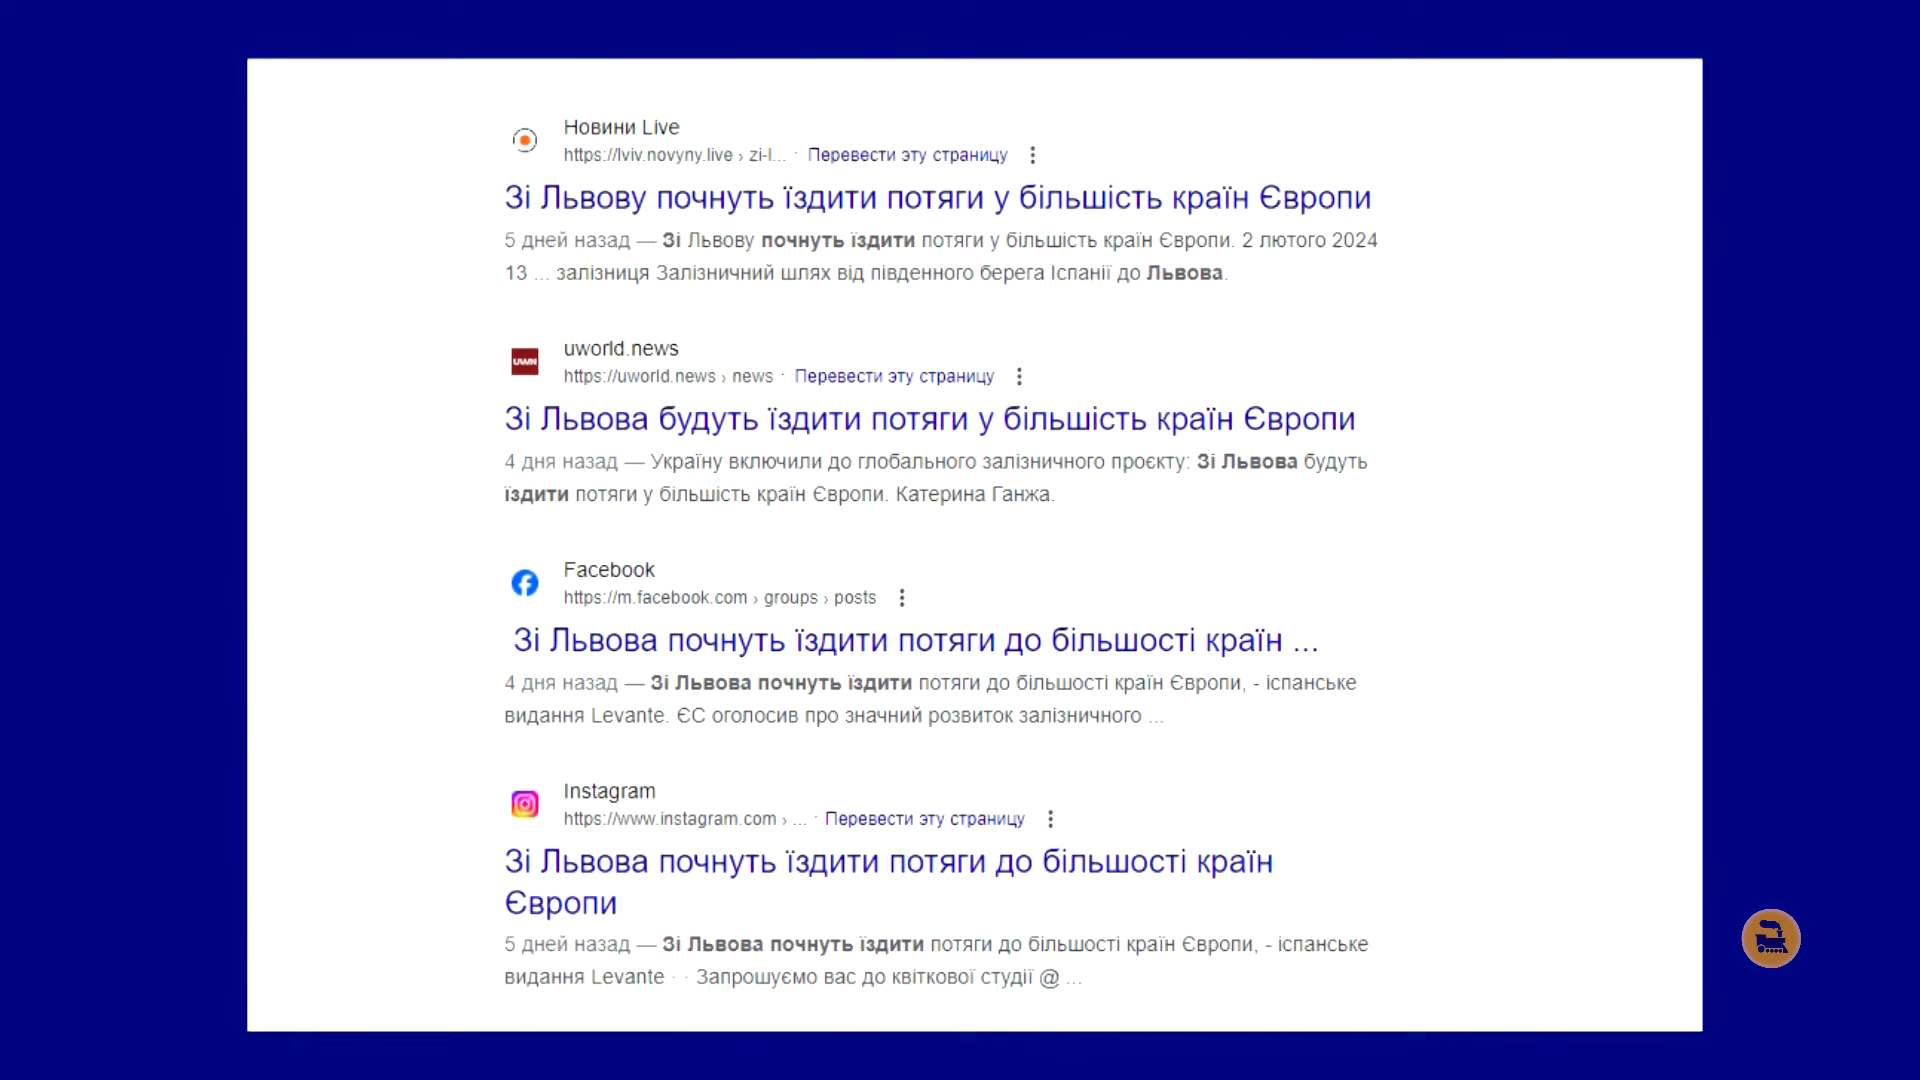 Новини Live
https://lviv.novyny.live › zi-l... · Перевести эту страницу
Зі Львову почнуть їздити потяги у більшість країн Європи
5 дней назад — Зі Львову почнуть їздити потяги у більшість країн Європи. 2 лютого 2024
13 ... залізниця Залізничний шлях від південного берега Іспанії до Львова.
UWN
uworld.news
https://uworld.news › news · Перевести эту страницу
Зі Львова будуть їздити потяги у більшість країн Європи
4 дня назад — Україну включили до глобального залізничного проєкту: Зі Львова будуть
їздити потяги у більшість країн Європи. Катерина Ганжа.
Facebook
https://m.facebook.com › groups › posts
Зі Львова почнуть їздити потяги до більшості країн ...
4 дня назад — Зі Львова почнуть їздити потяги до більшості країн Європи, - іспанське
видання Levante. ЄС оголосив про значний розвиток залізничного ...
Instagram
https://www.instagram.com › ... · Перевести эту страницу
Зі Львова почнуть їздити потяги до більшості країн
Європи
5 дней назад — Зі Львова почнуть їздити потяги до більшості країн Європи, - іспанське
видання Levante · · Запрошуємо вас до квіткової студії @ ...